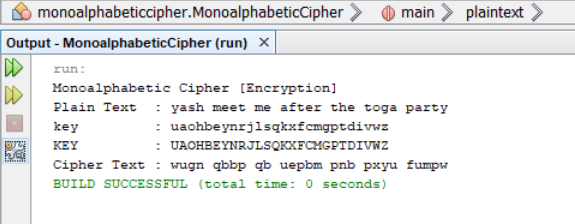 monoalphabeticcipher.MonoalphabeticCipher main plaintext
Output - MonoalphabeticCipher (run) ×
run:
Monoalphabetic Cipher [Encryption]
Plain Text : yash meet me after the toga party
key : uaohbeynrjlsqkxfcmgptdivwz
KEY : UAOHBEYNRJLSQKXFCMGPTDIVWZ
Cipher Text : wugn qbbp qb uepbm pnb pxyu fumpw
BUILD SUCCESSFUL (total time: 0 seconds)